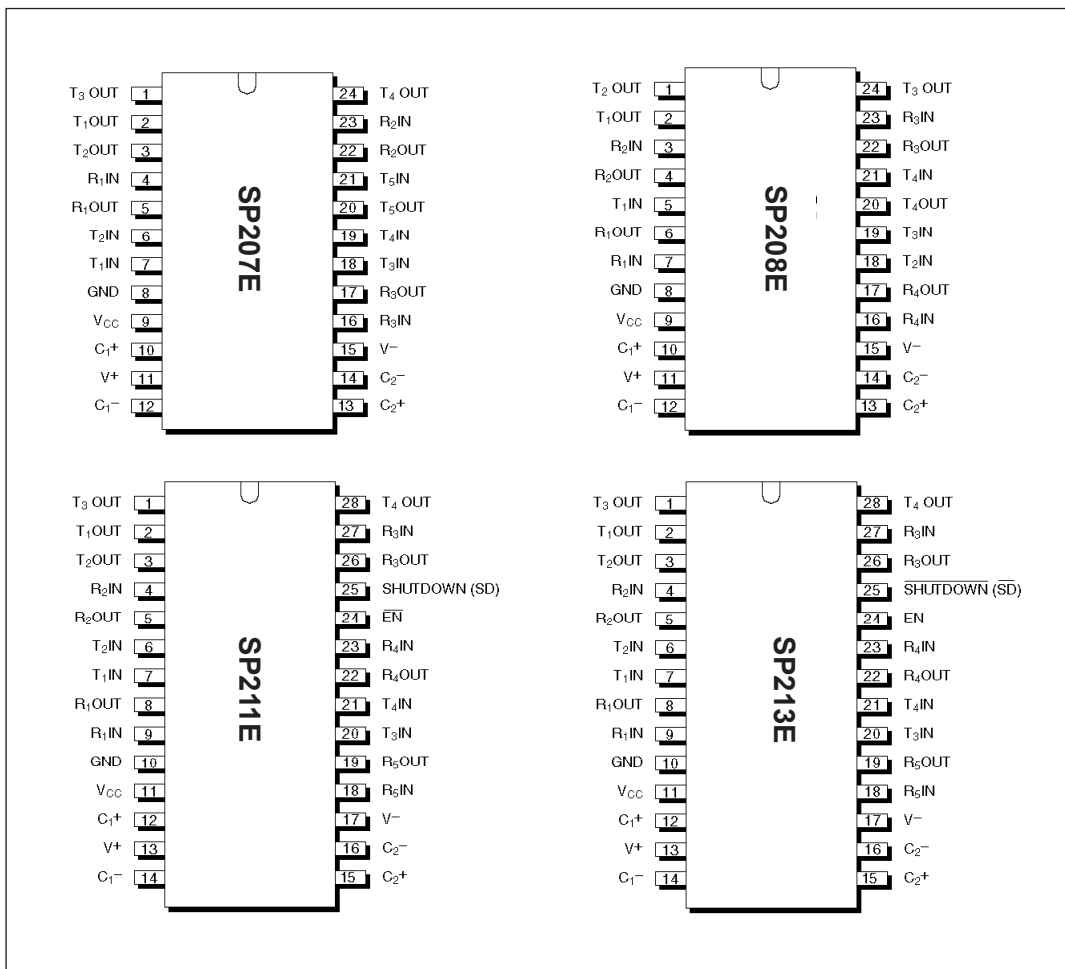 T₃ OUT 1 24 T₄ OUT
T₁OUT 2 23 R₂IN
T₂OUT 3 22 R₂OUT
R₁IN 4 21 T₅IN
R₁OUT 5 20 T₅OUT
T₂IN 6 19 T₄IN
T₁IN 7 18 T₃IN
GND 8 17 R₃OUT
VCC 9 16 R₃IN
C₁+ 10 15 V−
V+ 11 14 C₂−
C₁− 12 13 C₂+
SP207E
T₂ OUT 1 24 T₃ OUT
T₁OUT 2 23 R₃IN
R₂IN 3 22 R₃OUT
R₂OUT 4 21 T₄IN
T₁IN 5 20 T₄OUT
R₁OUT 6 19 T₃IN
R₁IN 7 18 T₂IN
GND 8 17 R₄OUT
VCC 9 16 R₄IN
C₁+ 10 15 V−
V+ 11 14 C₂−
C₁− 12 13 C₂+
SP208E
T₃ OUT 1 28 T₄ OUT
T₁OUT 2 27 R₃IN
T₂OUT 3 26 R₃OUT
R₂IN 4 25 SHUTDOWN (SD)
R₂OUT 5 24 E̅N̅
T₂IN 6 23 R₄IN
T₁IN 7 22 R₄OUT
R₁OUT 8 21 T₄IN
R₁IN 9 20 T₃IN
GND 10 19 R₅OUT
VCC 11 18 R₅IN
C₁+ 12 17 V−
V+ 13 16 C₂−
C₁− 14 15 C₂+
SP211E
T₃ OUT 1 28 T₄ OUT
T₁OUT 2 27 R₃IN
T₂OUT 3 26 R₃OUT
R₂IN 4 25 S̅H̅U̅T̅D̅O̅W̅N̅ (S̅D̅)
R₂OUT 5 24 EN
T₂IN 6 23 R₄IN
T₁IN 7 22 R₄OUT
R₁OUT 8 21 T₄IN
R₁IN 9 20 T₃IN
GND 10 19 R₅OUT
VCC 11 18 R₅IN
C₁+ 12 17 V−
V+ 13 16 C₂−
C₁− 14 15 C₂+
SP213E